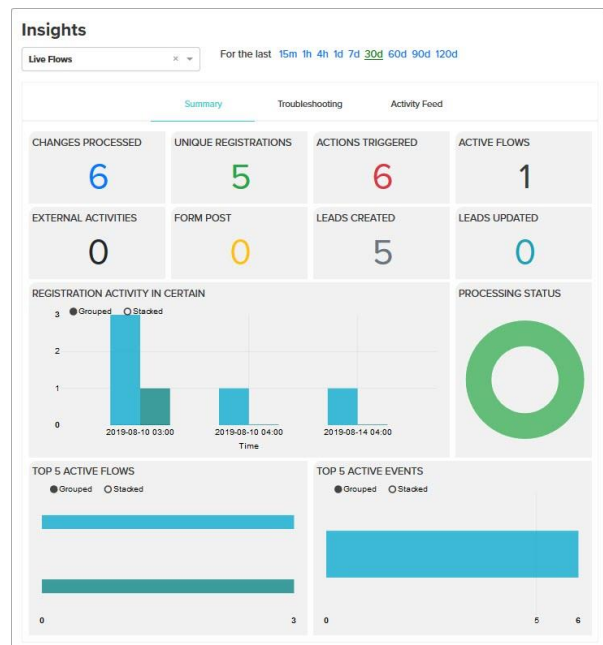 Insights
Live Flows × For the last 15m 1h 4h 1d 7d 30d 60d 90d 120d
Summary Troubleshooting Activity Feed
CHANGES PROCESSED UNIQUE REGISTRATIONS ACTIONS TRIGGERED ACTIVE FLOWS
6 5 6 1
EXTERNAL ACTIVITIES FORM POST LEADS CREATED LEADS UPDATED
0 0 5 0
REGISTRATION ACTIVITY IN CERTAIN PROCESSING STATUS
3 Grouped Stacked
2
1
0
2019-08-10 03:00 2019-08-10 04:00 2019-08-14 04:00
Time
TOP 5 ACTIVE FLOWS TOP 5 ACTIVE EVENTS
Grouped Stacked Grouped Stacked
0 3 0 5 6